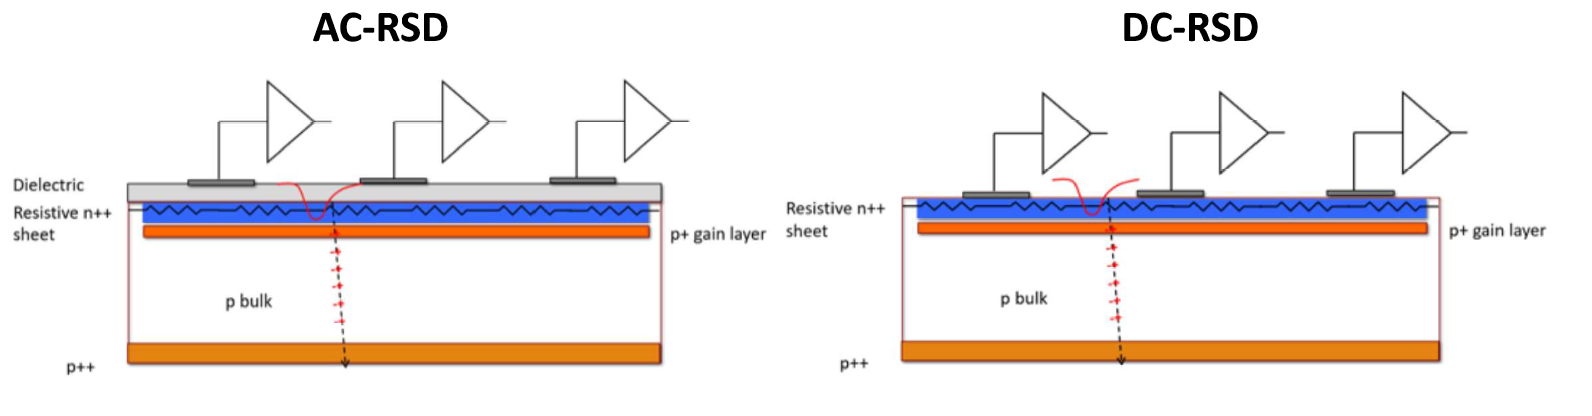 AC-RSD
Dielectric
Resistive n++
sheet
p+ gain layer
p bulk
p++
DC-RSD
Resistive n++
sheet
p+ gain layer
p bulk
p++